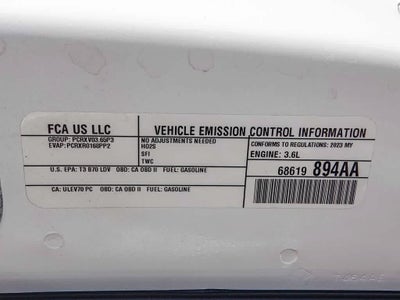 FCA US LLC
GROUP: PCRXV03.65P3
EVAP: PCRXR0168PP2
VEHICLE EMISSION CONTROL INFORMATION
NO ADJUSTMENTS NEEDED
HO2S
SFI
TWC
CONFORMS TO REGULATIONS: 2023 MY
ENGINE: 3.6L
68619 894AA
U.S. EPA: T3 B70 LDV OBD: CA OBD II FUEL: GASOLINE
CA: ULEV70 PC OBD: CA OBD II FUEL: GASOLINE